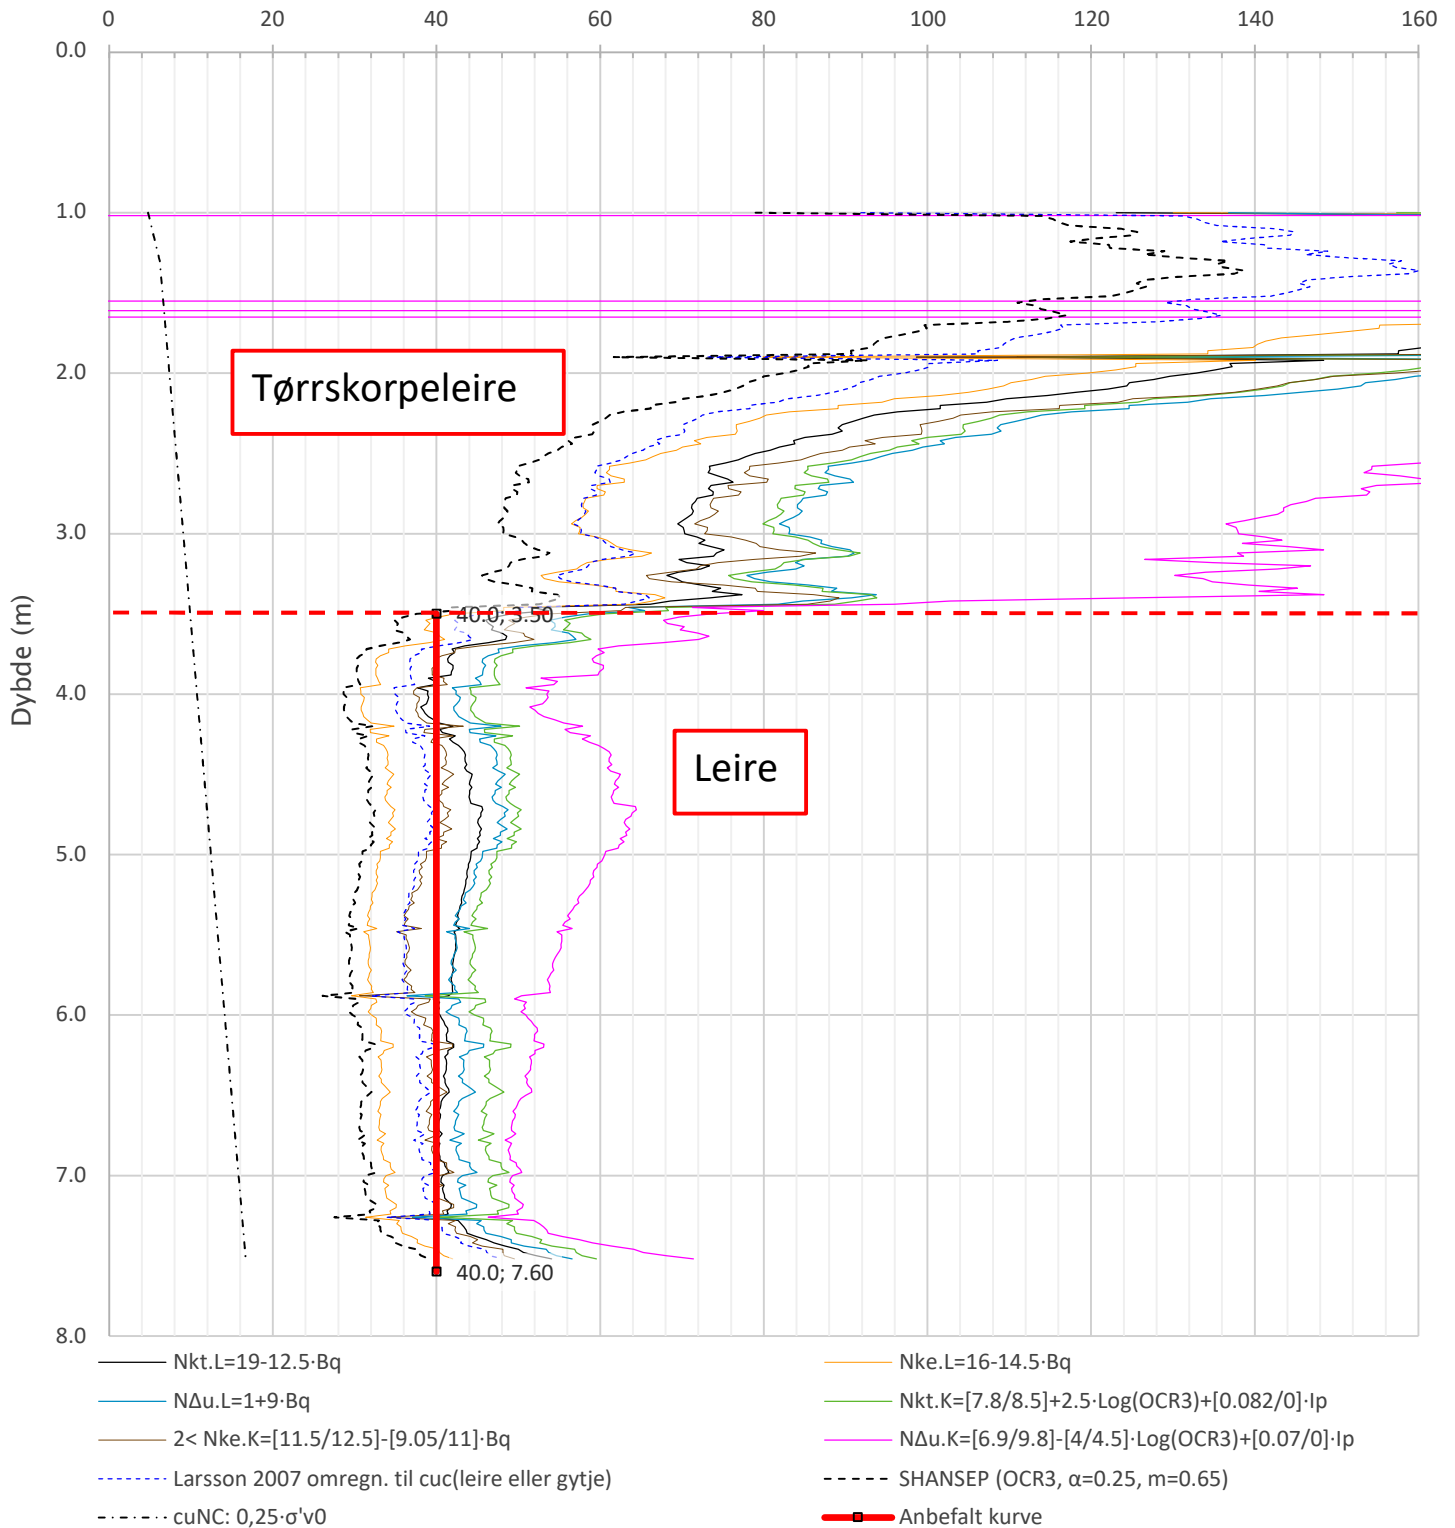 0 20 40 60 80 100 120 140 160
0.0
1.0
2.0
3.0
4.0
5.0
6.0
7.0
8.0
Dybde (m)
Tørrskorpeleire
40.0; 3.50
Leire
40.0; 7.60
Nkt.L=19-12.5·Bq
Nke.L=16-14.5·Bq
NΔu.L=1+9·Bq
Nkt.K=[7.8/8.5]+2.5·Log(OCR3)+[0.082/0]·Ip
2< Nke.K=[11.5/12.5]-[9.05/11]·Bq
NΔu.K=[6.9/9.8]-[4/4.5]·Log(OCR3)+[0.07/0]·Ip
Larsson 2007 omregn. til cuc(leire eller gytje)
SHANSEP (OCR3, α=0.25, m=0.65)
cuNC: 0,25·σ'v0
Anbefalt kurve